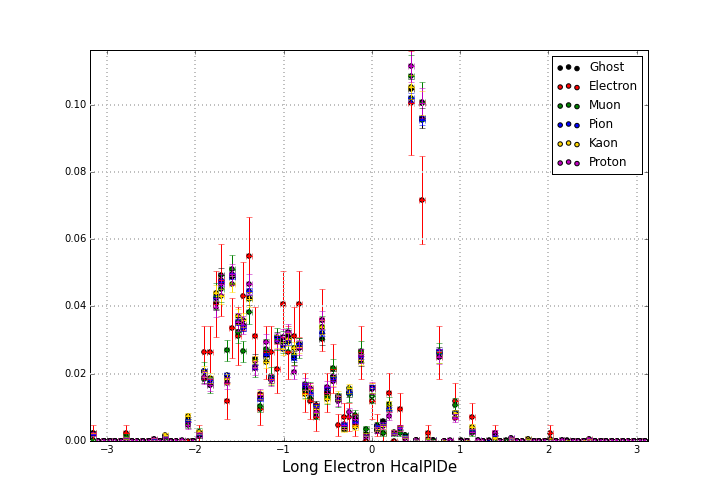 0.10
0.08
0.06
0.04
0.02
0.00
−3 −2 −1 0 1 2 3
Long Electron HcalPIDe
Ghost
Electron
Muon
Pion
Kaon
Proton